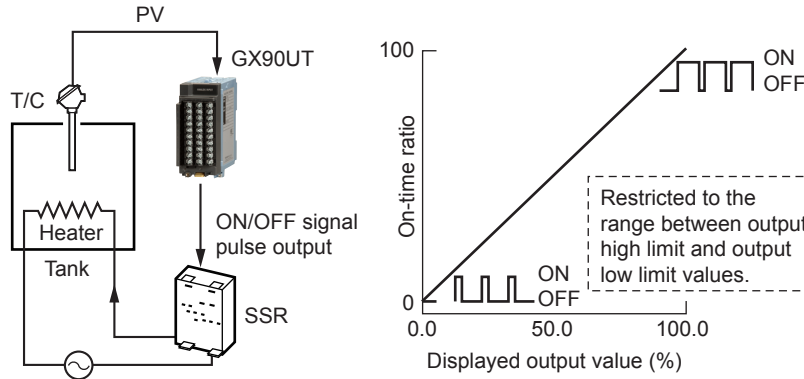 PV
GX90UT
T/C
Heater
Tank
ON/OFF signal
pulse output
SSR
100
On-time ratio
0
ON
OFF
ON
OFF
Restricted to the
range between output
high limit and output
low limit values.
0.0
50.0
100.0
Displayed output value (%)